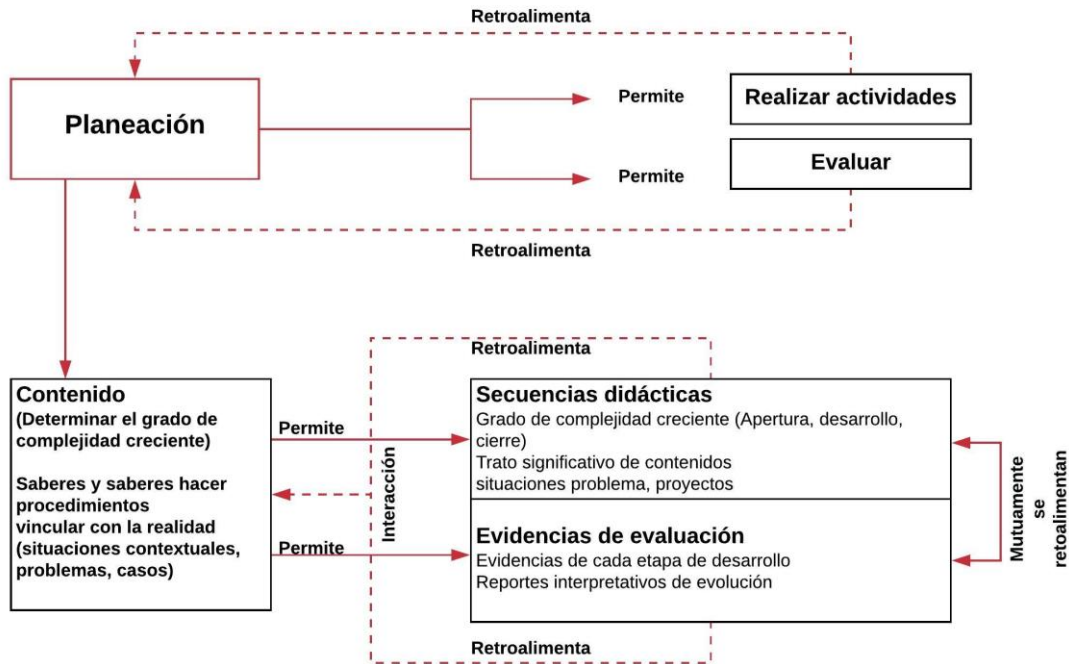 Retroalimenta
Planeación
Permite
Realizar actividades
Permite
Evaluar
Retroalimenta
Retroalimenta
Contenido
(Determinar el grado de
complejidad creciente)
Saberes y saberes hacer
procedimientos
vincular con la realidad
(situaciones contextuales,
problemas, casos)
Permite
Permite
Interacción
Secuencias didácticas
Grado de complejidad creciente (Apertura, desarrollo,
cierre)
Trato significativo de contenidos
situaciones problema, proyectos
Evidencias de evaluación
Evidencias de cada etapa de desarrollo
Reportes interpretativos de evolución
Mutuamente
se
retoalimentan
Retroalimenta